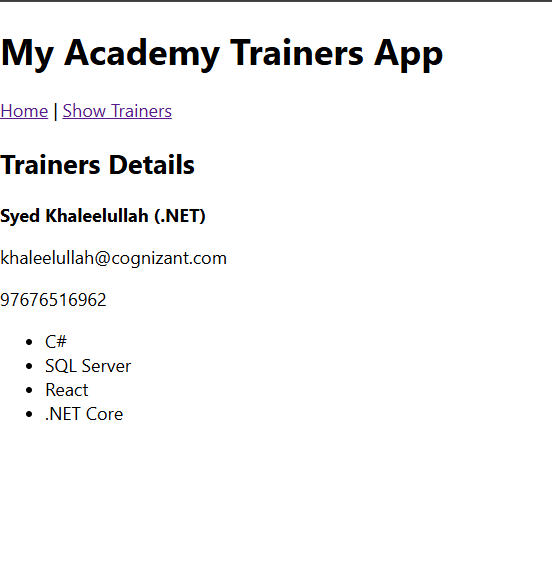 My Academy Trainers App
Home | Show Trainers
Trainers Details
Syed Khaleelullah (.NET)
khaleelullah@cognizant.com
97676516962
C#
SQL Server
React
.NET Core